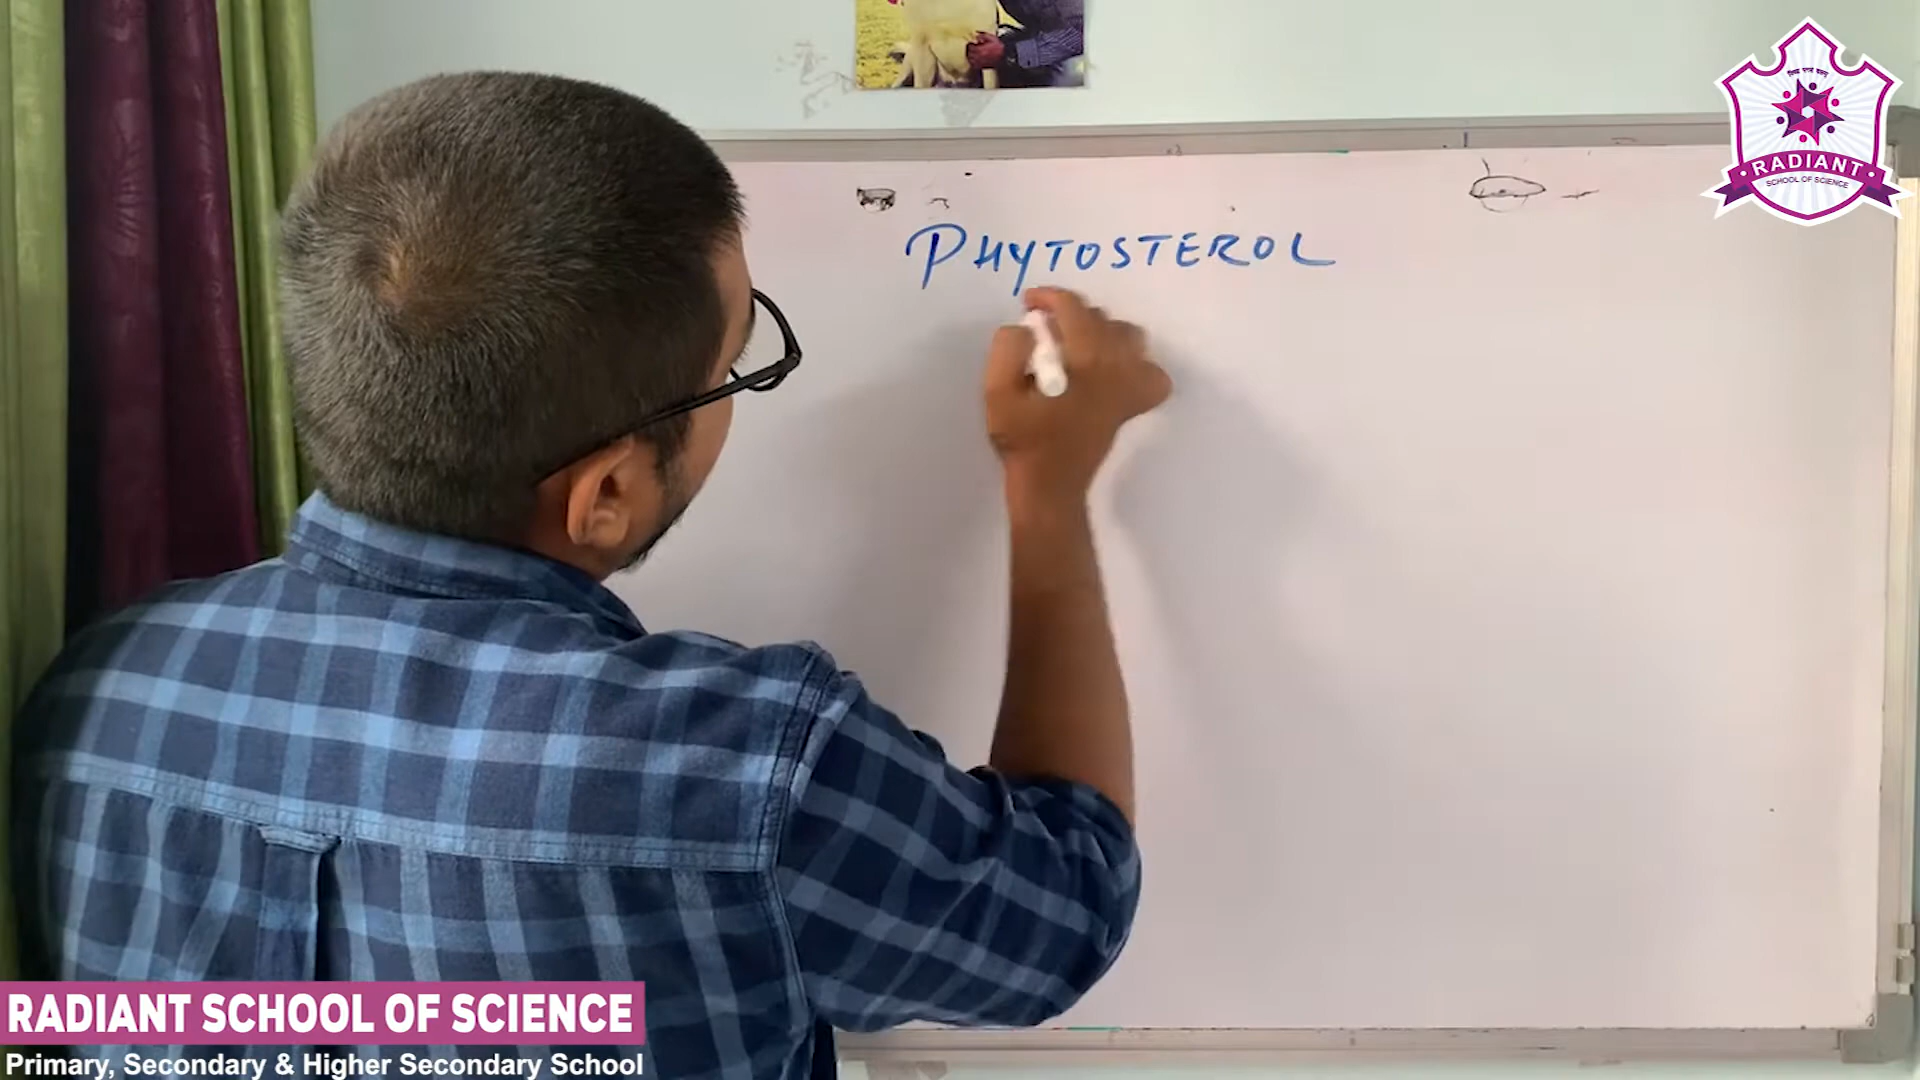 PHYTOSTEROL
RADIANT
SCHOOL OF SCIENCE
RADIANT SCHOOL OF SCIENCE
Primary, Secondary & Higher Secondary School